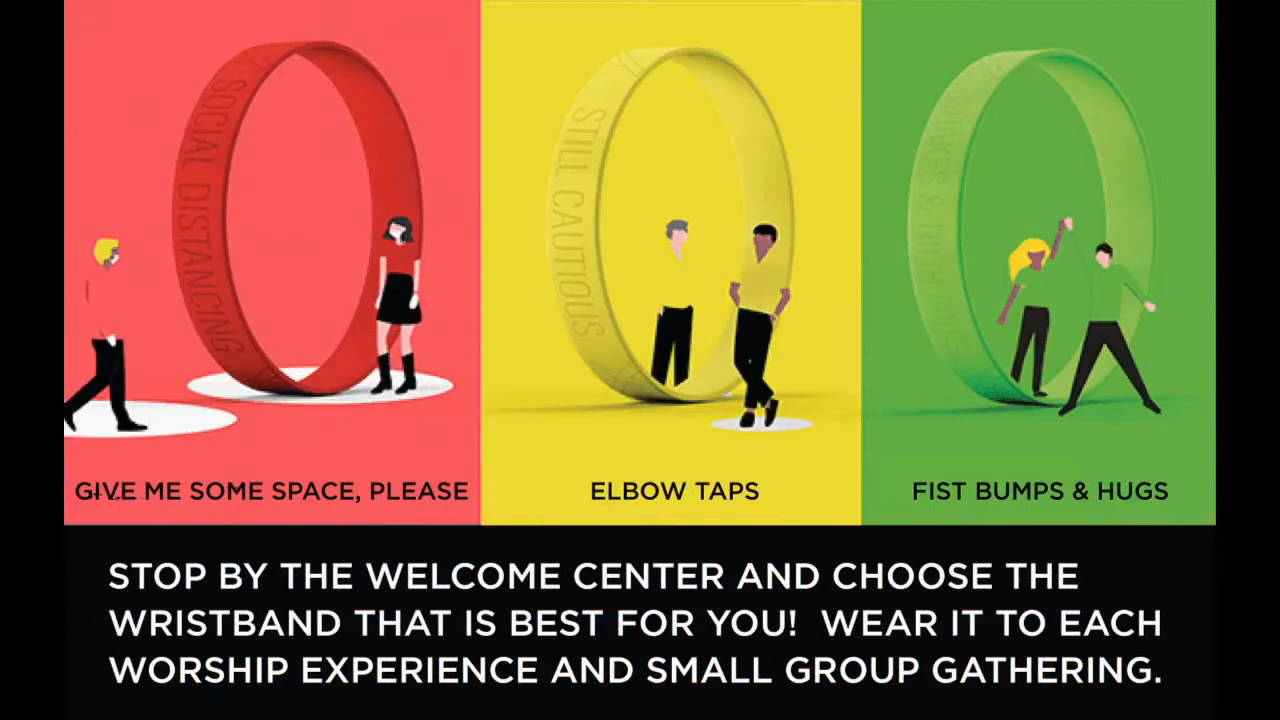 SOCIAL DISTANCING
STILL CAUTIOUS
SHAKES &
GIVE ME SOME SPACE, PLEASE
ELBOW TAPS
FIST BUMPS & HUGS
STOP BY THE WELCOME CENTER AND CHOOSE THE
WRISTBAND THAT IS BEST FOR YOU! WEAR IT TO EACH
WORSHIP EXPERIENCE AND SMALL GROUP GATHERING.